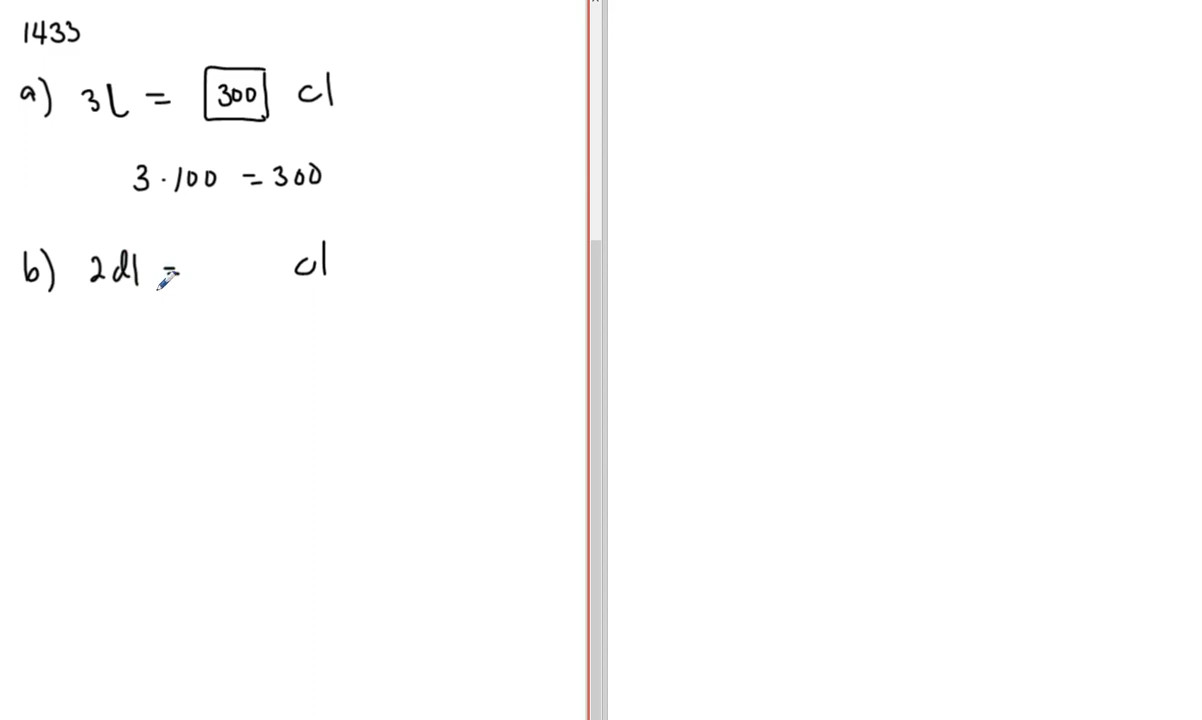 1433
a) 3L = 300 cl
3 · 100 = 300
b) 2dl = cl